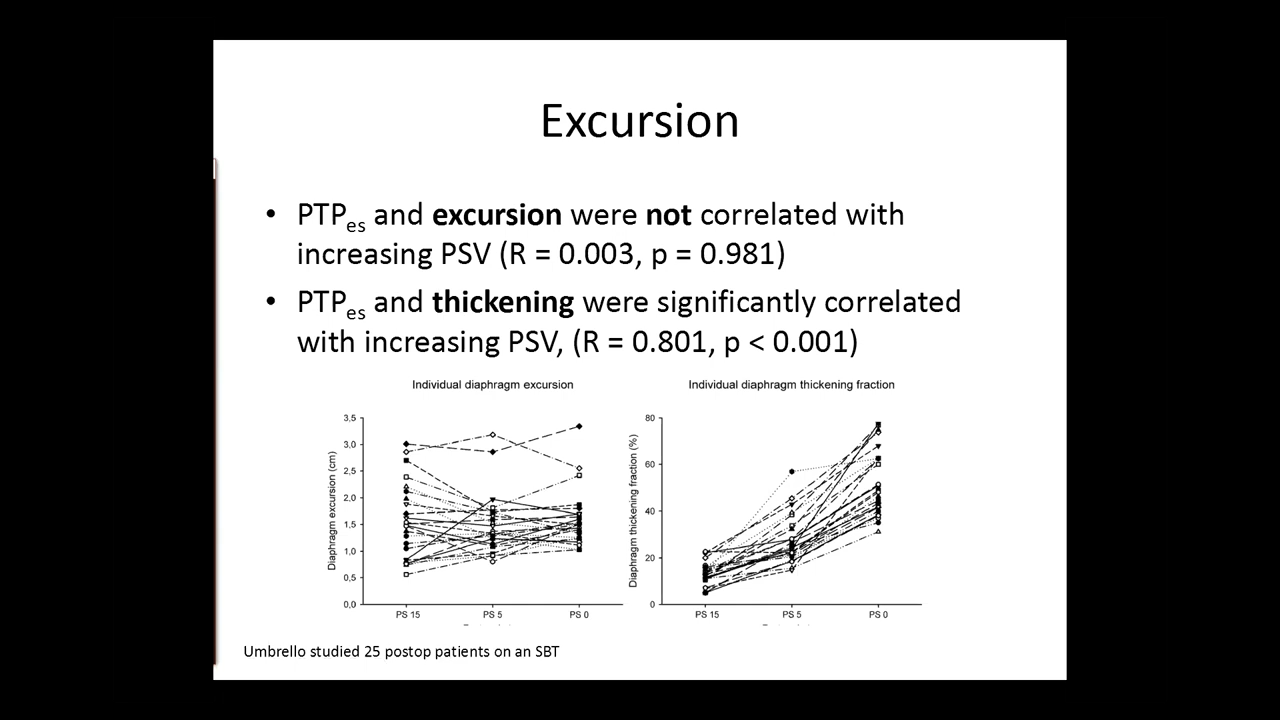 Excursion
• PTPes and excursion were not correlated with
increasing PSV (R = 0.003, p = 0.981)
• PTPes and thickening were significantly correlated
with increasing PSV, (R = 0.801, p < 0.001)
Individual diaphragm excursion
Diaphragm excursion (cm)
3,5
3,0
2,5
2,0
1,5
1,0
0,5
0,0
PS 15 PS 5 PS 0
Individual diaphragm thickening fraction
Diaphragm thickening fraction (%)
80
60
40
20
0
PS 15 PS 5 PS 0
Umbrello studied 25 postop patients on an SBT